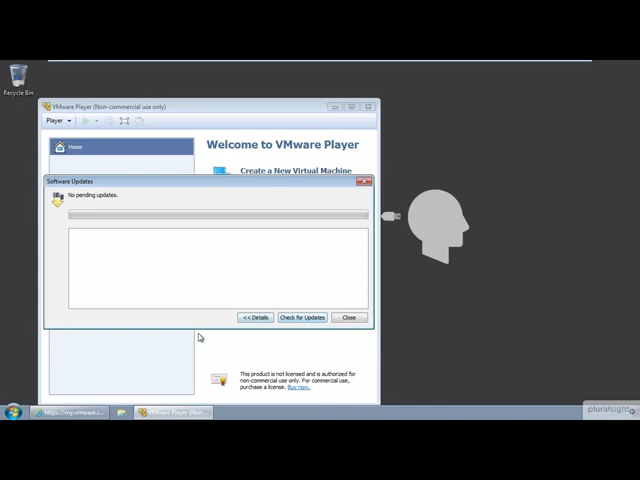 Recycle Bin
VMware Player (Non-commercial use only)
Player
Home
Welcome to VMware Player
Create a New Virtual Machine
Software Updates
No pending updates.
<< Details
Check for Updates
Close
This product is not licensed and is authorized for
non-commercial use only. For commercial use,
purchase a license. Buy now.
https://my.vmware.c...
VMware Player (Non...
pluralsight